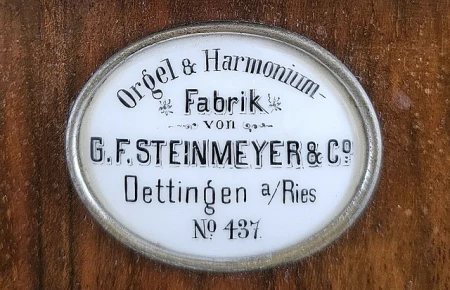 Orgel & Harmonium-
Fabrik
von
G.F. STEINMEYER & Cº
Oettingen a/Ries
Nº 437.